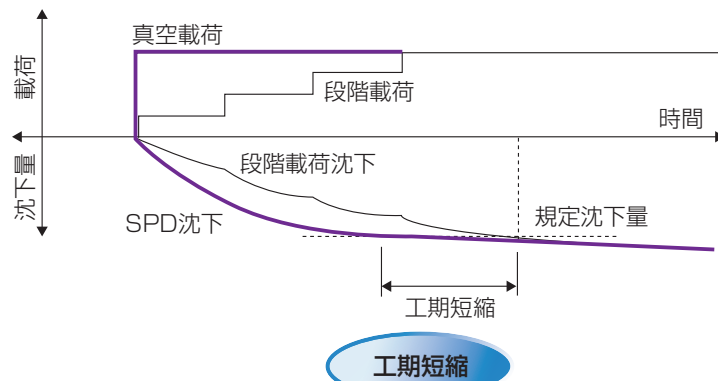 真空載荷
載荷
段階載荷
時間
沈下量
段階載荷沈下
SPD沈下
規定沈下量
工期短縮
工期短縮